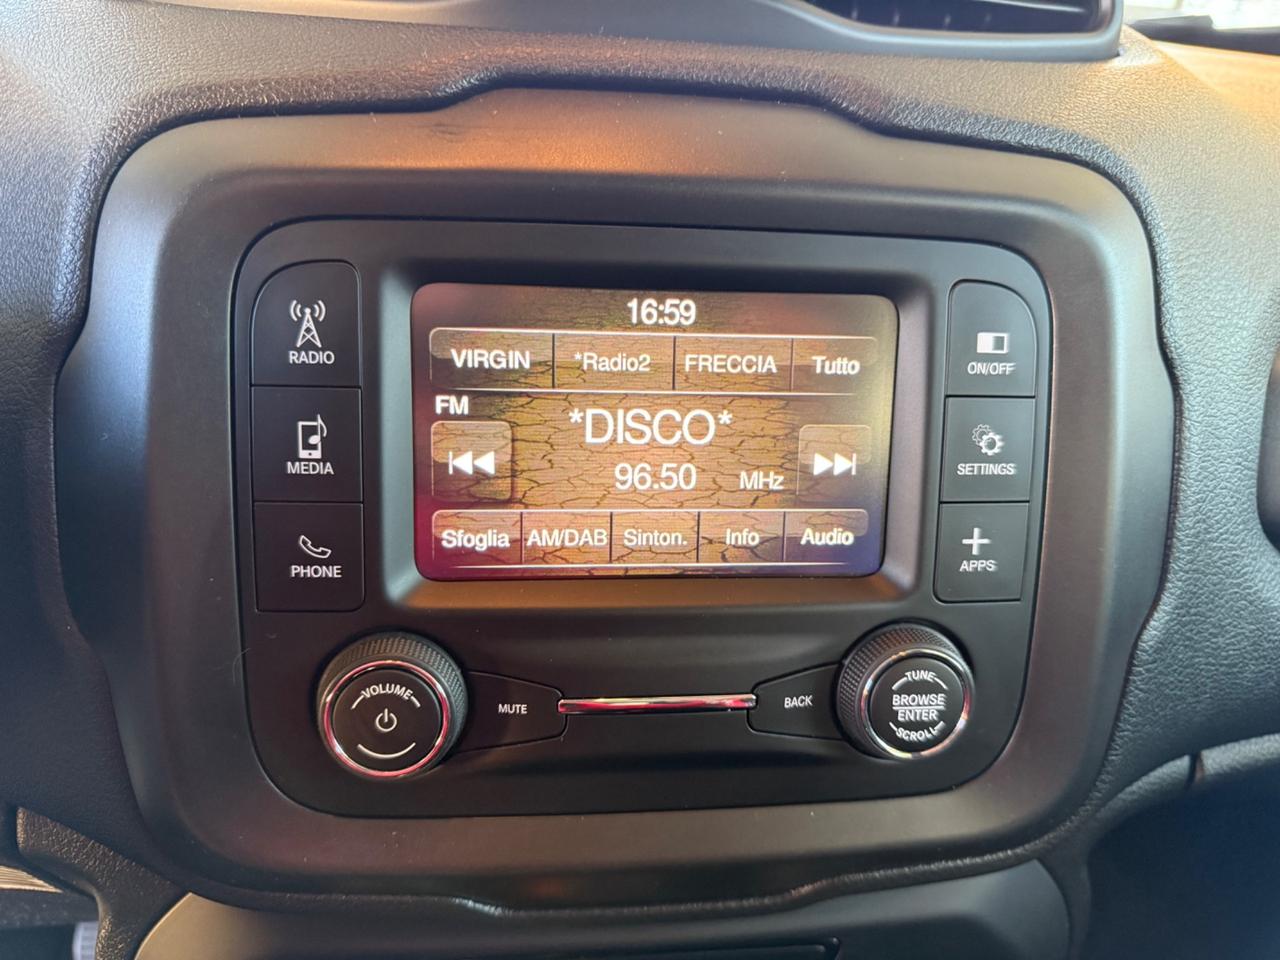 16:59
VIRGIN *Radio2 FRECCIA Tutto
FM
*DISCO*
96.50 MHz
Sfoglia AM/DAB Sinton. Info Audio
RADIO
MEDIA
PHONE
ON/OFF
SETTINGS
APPS
VOLUME
MUTE
BACK
TUNE
BROWSE
ENTER
SCROLL